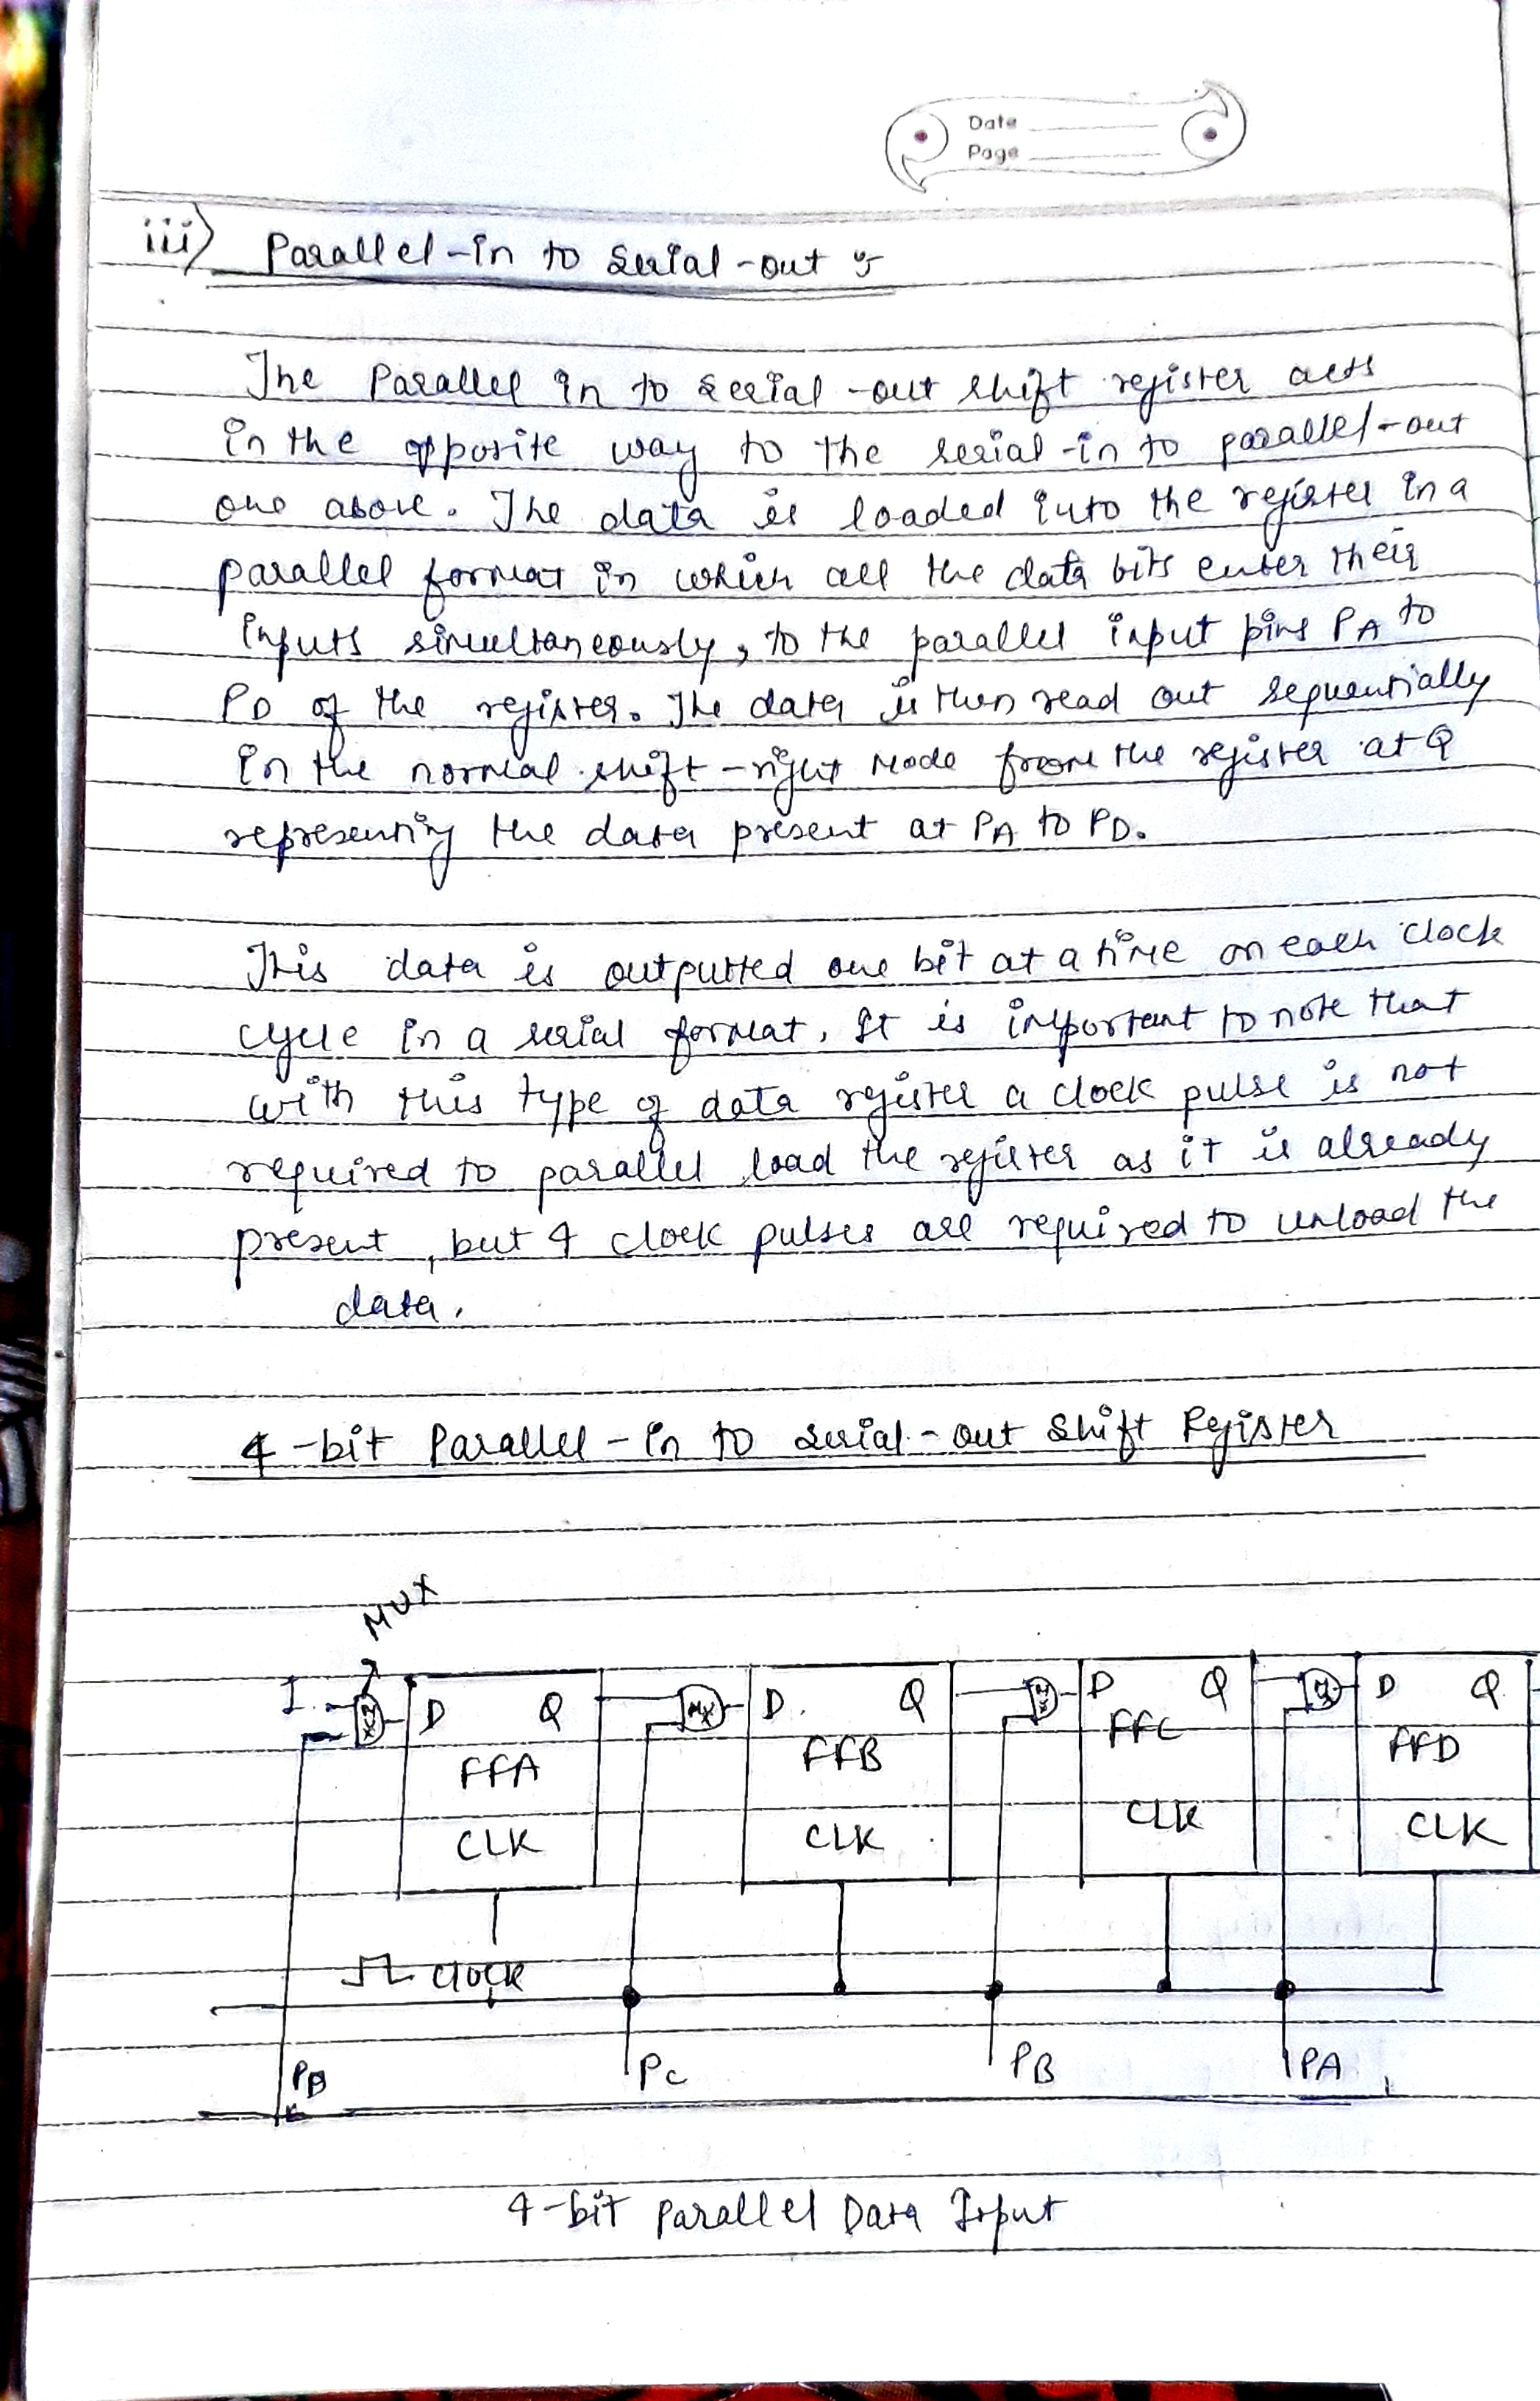 Date
Page
iii) Parallel-in to Serial-out :-
The Parallel in to serial-out shift register acts
in the opposite way to the serial-in to parallel-out
one above. The data is loaded into the register in a
parallel format in which all the data bits enter their
inputs simultaneously, to the parallel input pins PA to
PD of the register. The data is then read out sequentially
in the normal shift-right mode from the register at Q
representing the data present at PA to PD.
This data is outputted one bit at a time on each clock
cycle in a serial format. It is important to note that
with this type of data register a clock pulse is not
required to parallel load the register as it is already
present, but 4 clock pulses are required to unload the
data.
4-bit Parallel-in to Serial-out Shift Register
MUX
D Q D Q D Q D Q
FFA FFB FFC FFD
CLK CLK CLK CLK
clock
PC PB PA
4-bit parallel Data Input